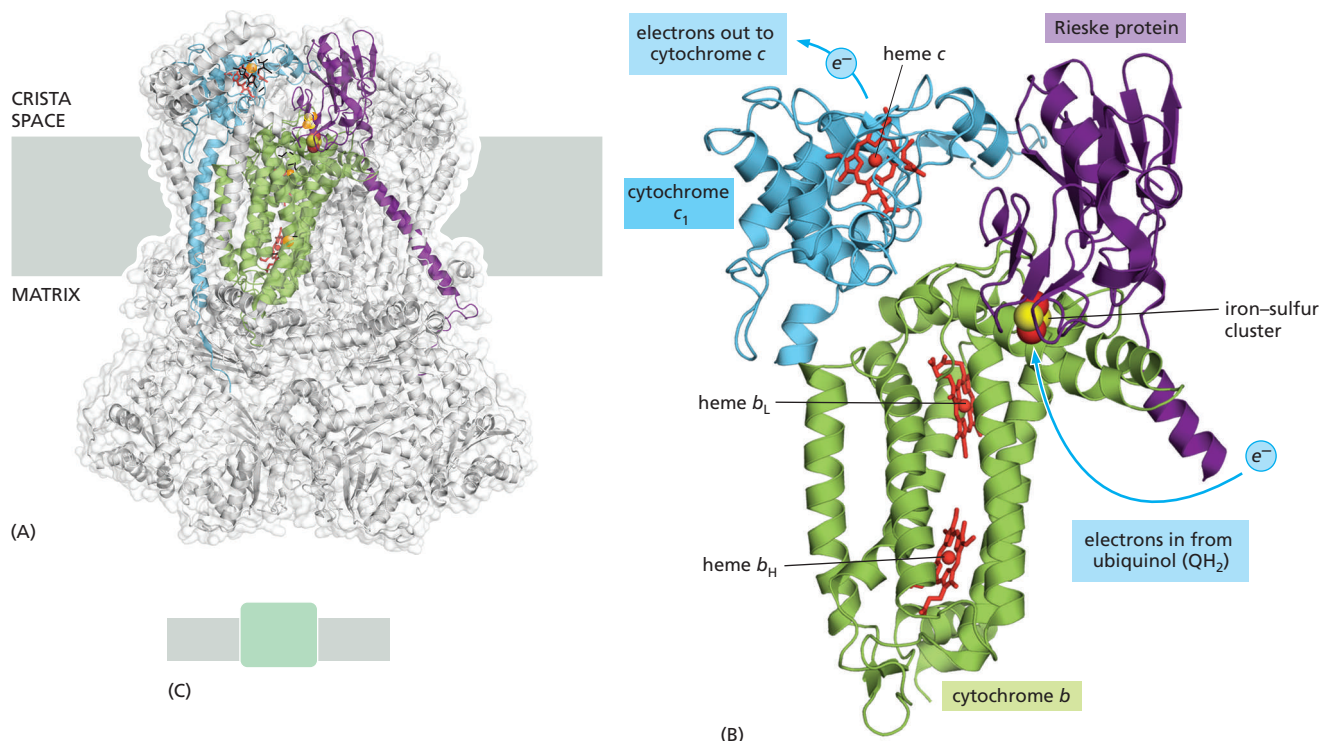 CRISTA
SPACE
MATRIX
(A)
(C)
electrons out to
cytochrome c
e–
heme c
Rieske protein
cytochrome
c1
iron–sulfur
cluster
heme bL
e–
electrons in from
ubiquinol (QH2)
heme bH
cytochrome b
(B)